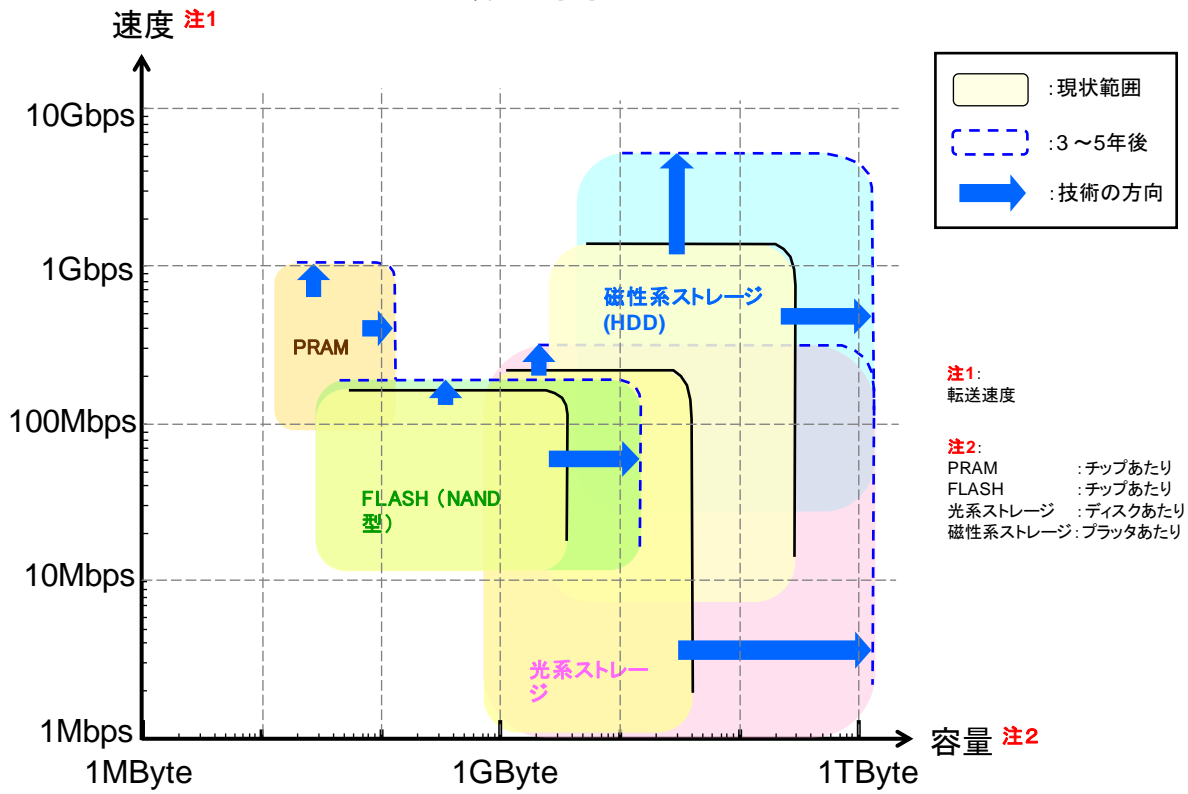 速度 注1
10Gbps
1Gbps
100Mbps
10Mbps
1Mbps
1MByte
1GByte
1TByte
容量 注2
PRAM
FLASH（NAND
型）
磁性系ストレージ
(HDD)
光系ストレー
ジ
:現状範囲
:3～5年後
:技術の方向
注1:
転送速度
注2:
PRAM :チップあたり
FLASH :チップあたり
光系ストレージ :ディスクあたり
磁性系ストレージ:プラッタあたり